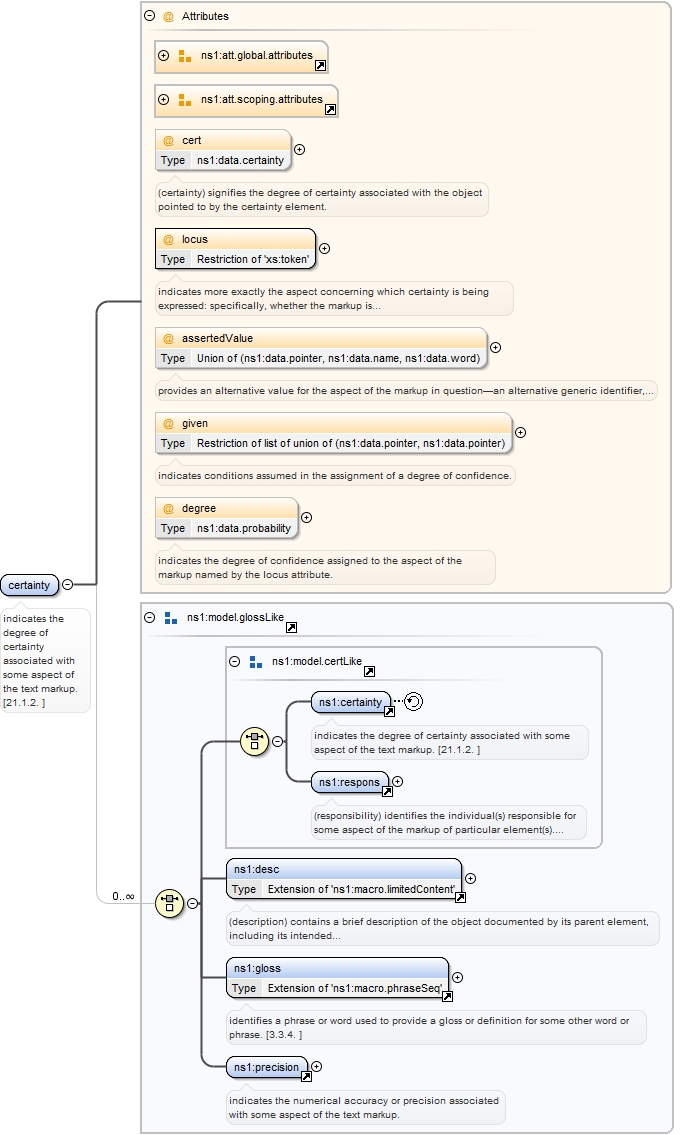 Attributes
ns1:att.global.attributes
ns1:att.scoping.attributes
@ cert
Type ns1:data.certainty
(certainty) signifies the degree of certainty associated with the object
pointed to by the certainty element.
@ locus
Type Restriction of 'xs:token'
indicates more exactly the aspect concerning which certainty is being
expressed: specifically, whether the markup is...
@ assertedValue
Type Union of (ns1:data.pointer, ns1:data.name, ns1:data.word)
provides an alternative value for the aspect of the markup in question—an alternative generic identifier,...
@ given
Type Restriction of list of union of (ns1:data.pointer, ns1:data.pointer)
indicates conditions assumed in the assignment of a degree of confidence.
@ degree
Type ns1:data.probability
indicates the degree of confidence assigned to the aspect of the
markup named by the locus attribute.
certainty
indicates the
degree of
certainty
associated with
some aspect of
the text markup.
[21.1.2. ]
0..∞
ns1:model.glossLike
ns1:model.certLike
ns1:certainty
indicates the degree of certainty associated with some
aspect of the text markup. [21.1.2. ]
ns1:respons
(responsibility) identifies the individual(s) responsible for
some aspect of the markup of particular element(s)....
ns1:desc
Type Extension of 'ns1:macro.limitedContent'
(description) contains a brief description of the object documented by its parent element,
including its intended...
ns1:gloss
Type Extension of 'ns1:macro.phraseSeq'
identifies a phrase or word used to provide a gloss or definition for some other word or
phrase. [3.3.4. ]
ns1:precision
indicates the numerical accuracy or precision associated
with some aspect of the text markup.